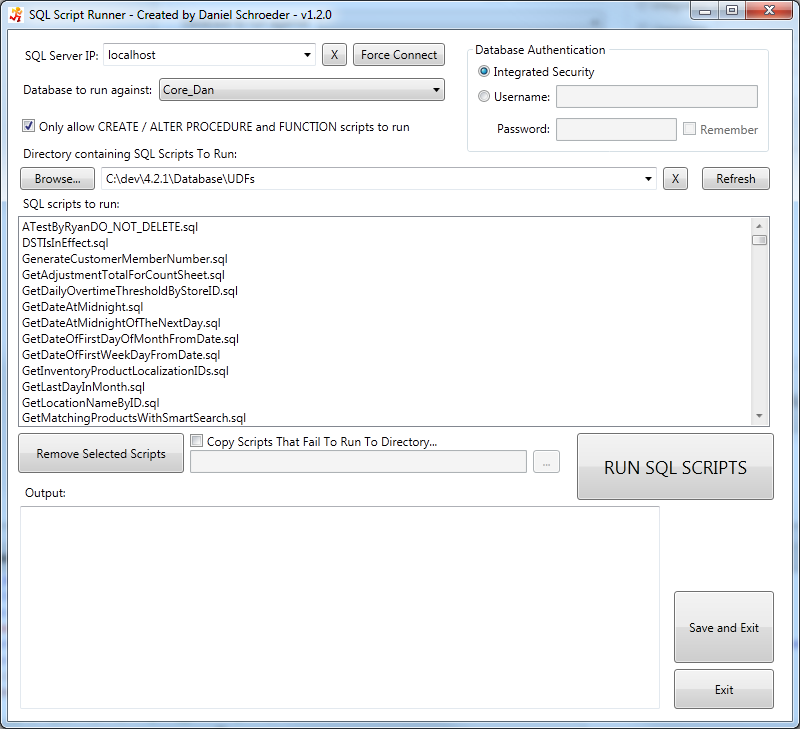 SQL Script Runner - Created by Daniel Schroeder - v1.2.0
SQL Server IP: localhost X Force Connect
Database to run against: Core_Dan
Database Authentication
Integrated Security
Username:
Password: Remember
Only allow CREATE / ALTER PROCEDURE and FUNCTION scripts to run
Directory containing SQL Scripts To Run:
Browse... C:\dev\4.2.1\Database\UDFs X Refresh
SQL scripts to run:
ATestByRyanDO_NOT_DELETE.sql
DSTIsInEffect.sql
GenerateCustomerMemberNumber.sql
GetAdjustmentTotalForCountSheet.sql
GetDailyOvertimeThresholdByStoreID.sql
GetDateAtMidnight.sql
GetDateAtMidnightOfTheNextDay.sql
GetDateOfFirstDayOfMonthFromDate.sql
GetDateOfFirstWeekDayFromDate.sql
GetInventoryProductLocalizationIDs.sql
GetLastDayInMonth.sql
GetLocationNameByID.sql
GetMatchingProductsWithSmartSearch.sql
Remove Selected Scripts
Copy Scripts That Fail To Run To Directory...
...
RUN SQL SCRIPTS
Output:
Save and Exit
Exit